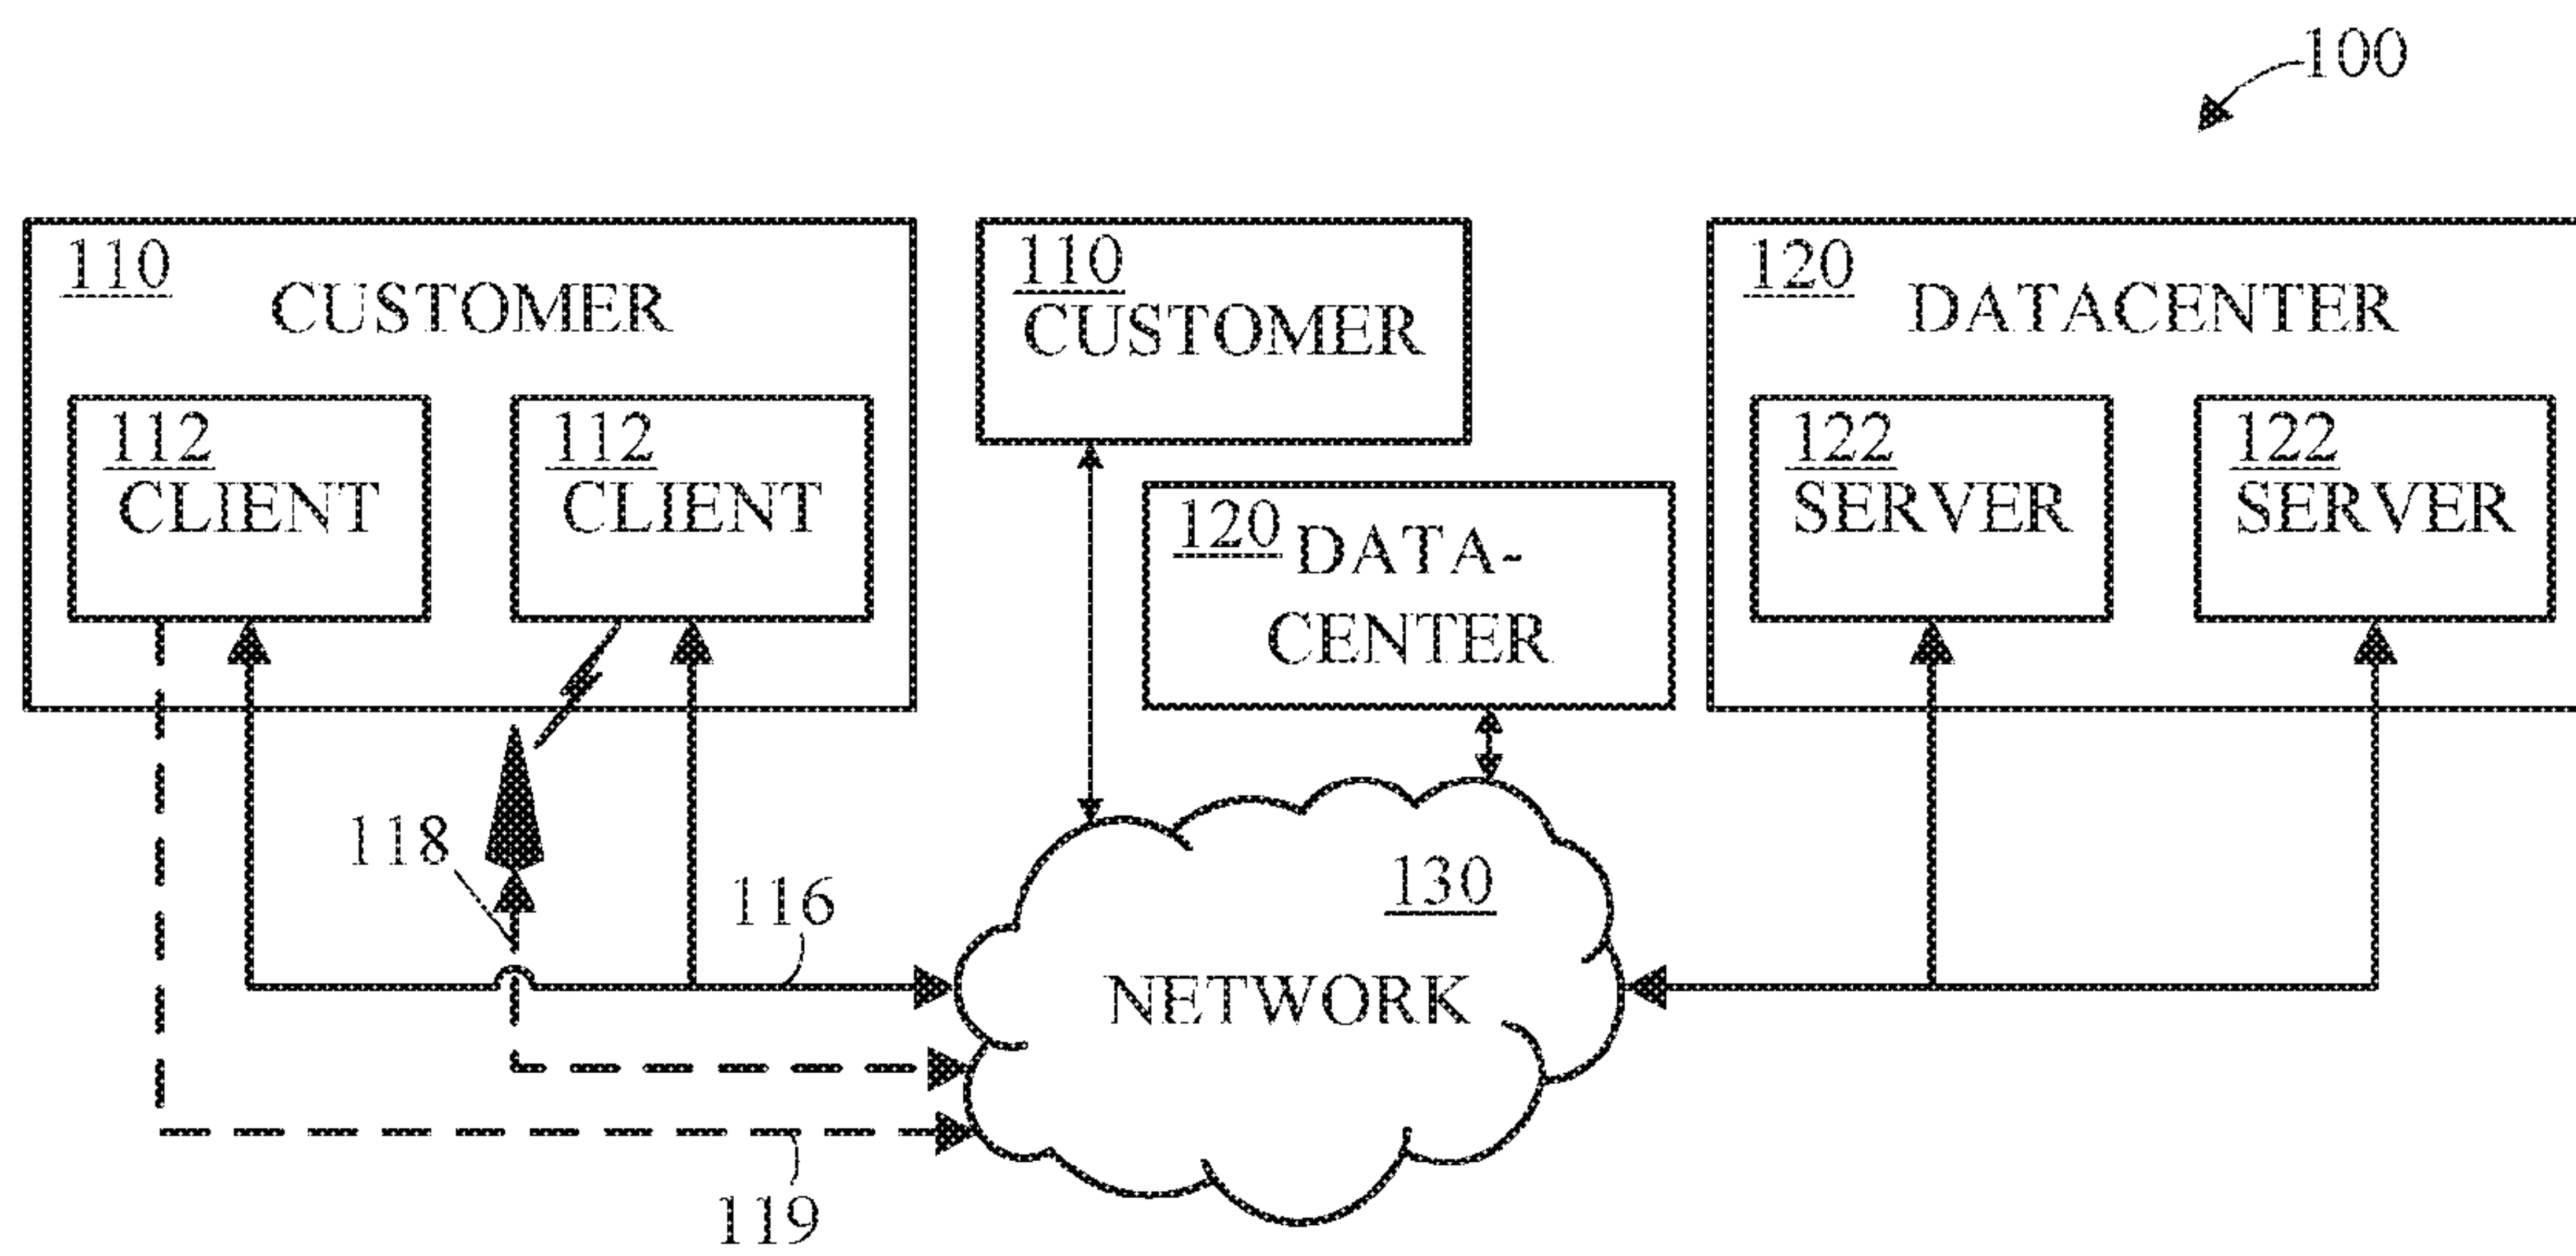 100
110
CUSTOMER
112
CLIENT
112
CLIENT
110
CUSTOMER
120
DATA-
CENTER
120
DATACENTER
122
SERVER
122
SERVER
118
116
130
NETWORK
119